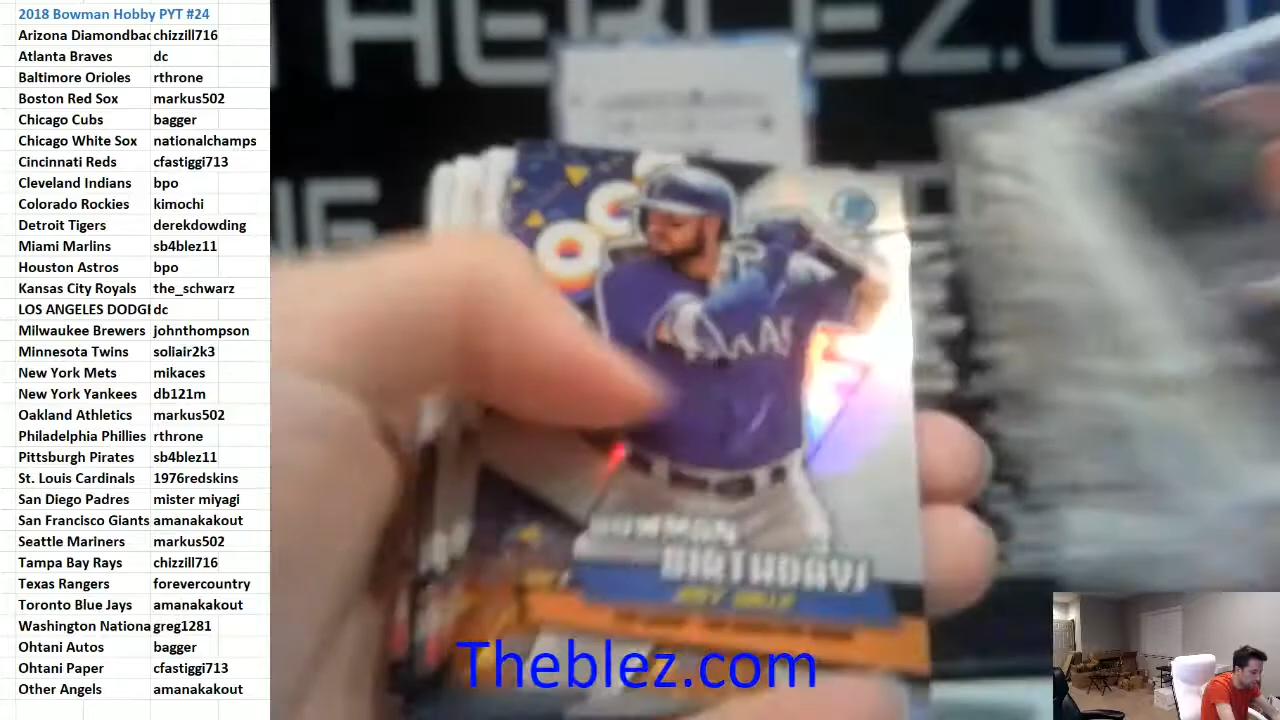 2018 Bowman Hobby PYT #24
Arizona Diamondbac chizzill716
Atlanta Braves dc
Baltimore Orioles rthrone
Boston Red Sox markus502
Chicago Cubs bagger
Chicago White Sox nationalchamps
Cincinnati Reds cfastiggi713
Cleveland Indians bpo
Colorado Rockies kimochi
Detroit Tigers derekdowding
Miami Marlins sb4blez11
Houston Astros bpo
Kansas City Royals the_schwarz
LOS ANGELES DODGI dc
Milwaukee Brewers johnthompson
Minnesota Twins soliair2k3
New York Mets mikaces
New York Yankees db121m
Oakland Athletics markus502
Philadelphia Phillies rthrone
Pittsburgh Pirates sb4blez11
St. Louis Cardinals 1976redskins
San Diego Padres mister miyagi
San Francisco Giants amanakakout
Seattle Mariners markus502
Tampa Bay Rays chizzill716
Texas Rangers forevercountry
Toronto Blue Jays amanakakout
Washington Nationa greg1281
Ohtani Autos bagger
Ohtani Paper cfastiggi713
Other Angels amanakakout
THEBLEZ.CO
BOWMAN
BIRTHDAYS
Theblez.com